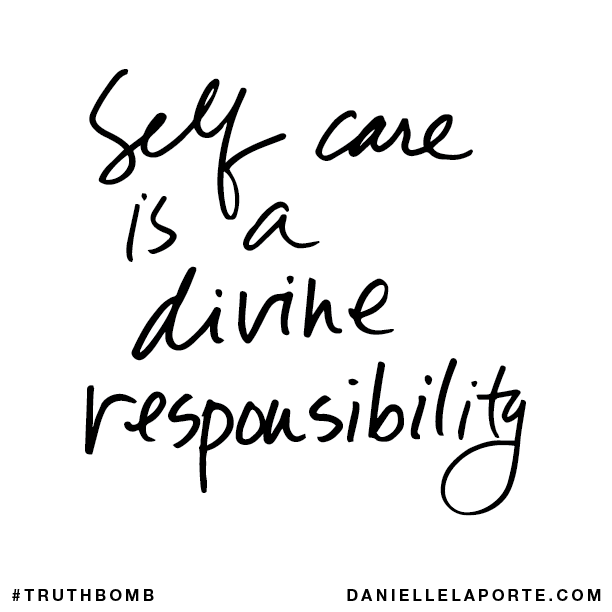 Self care
is a
divine
responsibility
#TRUTHBOMB
DANIELLELAPORTE.COM